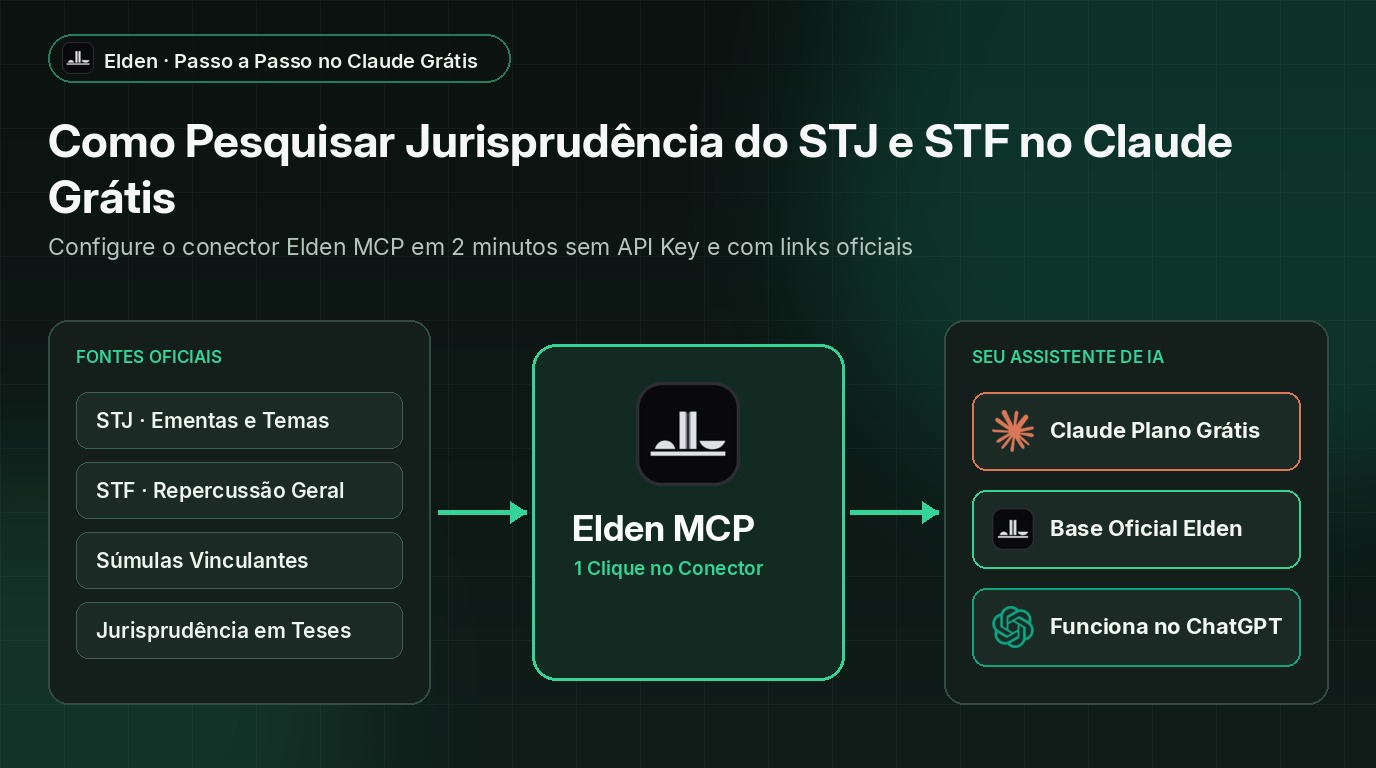 Elden · Passo a Passo no Claude Grátis
Como Pesquisar Jurisprudência do STJ e STF no Claude
Grátis
Configure o conector Elden MCP em 2 minutos sem API Key e com links oficiais
FONTES OFICIAIS
STJ · Ementas e Temas
STF · Repercussão Geral
Súmulas Vinculantes
Jurisprudência em Teses
Elden MCP
1 Clique no Conector
SEU ASSISTENTE DE IA
Claude Plano Grátis
Base Oficial Elden
Funciona no ChatGPT